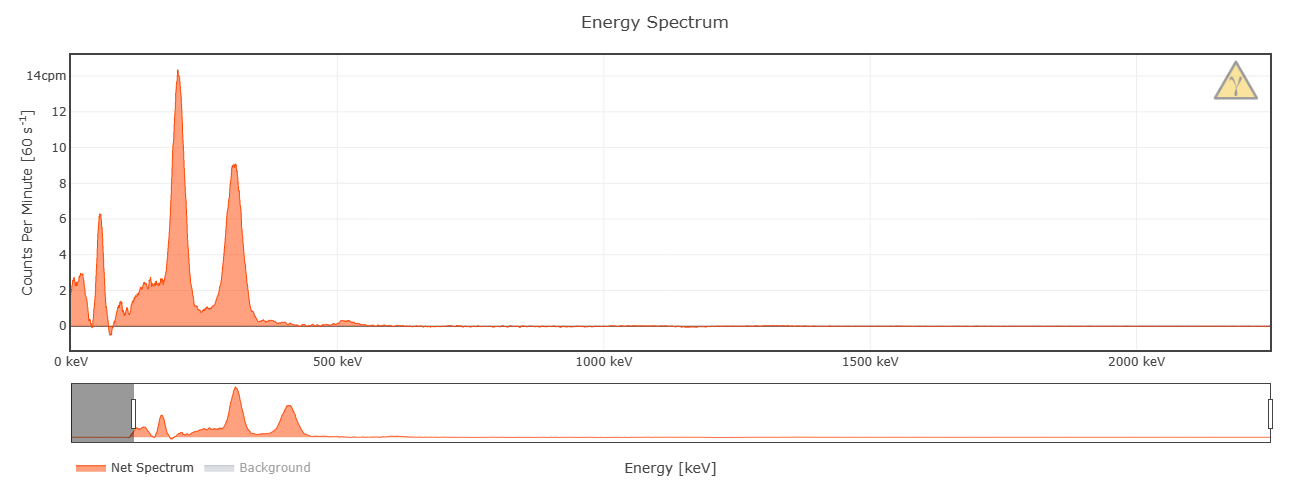 Energy Spectrum
14cpm
12
10
8
6
4
2
0
Counts Per Minute [60 s⁻¹]
γ
0 keV 500 keV 1000 keV 1500 keV 2000 keV
Net Spectrum Background
Energy [keV]